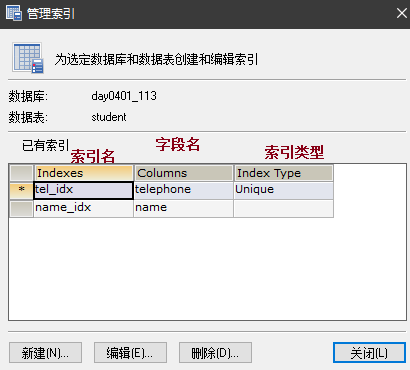 管理索引
为选定数据库和数据表创建和编辑索引
数据库: day0401_113
数据表: student
已有索引
索引名 字段名 索引类型
Indexes Columns Index Type
* tel_idx telephone Unique
name_idx name
新建(N)... 编辑(E)... 删除(D)... 关闭(L)